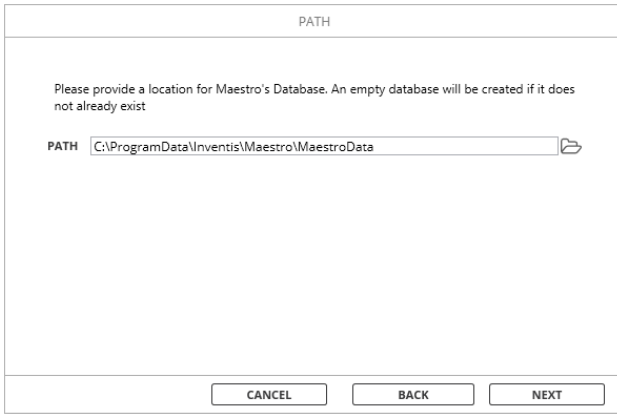 PATH
Please provide a location for Maestro's Database. An empty database will be created if it does
not already exist
PATH C:\ProgramData\Inventis\Maestro\MaestroData
CANCEL BACK NEXT